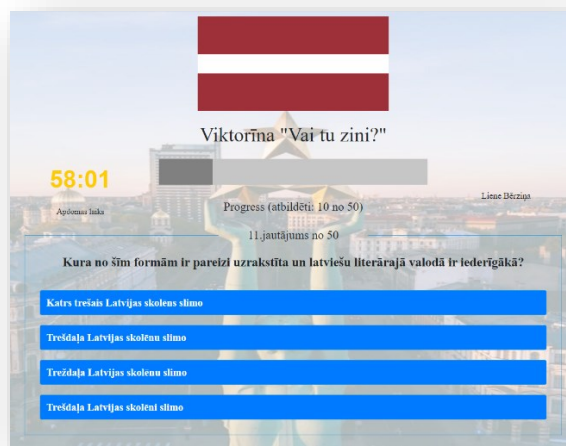 Viktorīna "Vai tu zini?"
58:01
Apdomas laiks
Liene Bērziņa
Progress (atbildēti: 10 no 50)
11.jautājums no 50
Kura no šīm formām ir pareizi uzrakstīta un latviešu literārajā valodā ir iederīgākā?
Katrs trešais Latvijas skolēns slimo
Trešdaļa Latvijas skolēnu slimo
Treždaļa Latvijas skolēnu slimo
Trešdaļa Latvijas skolēni slimo